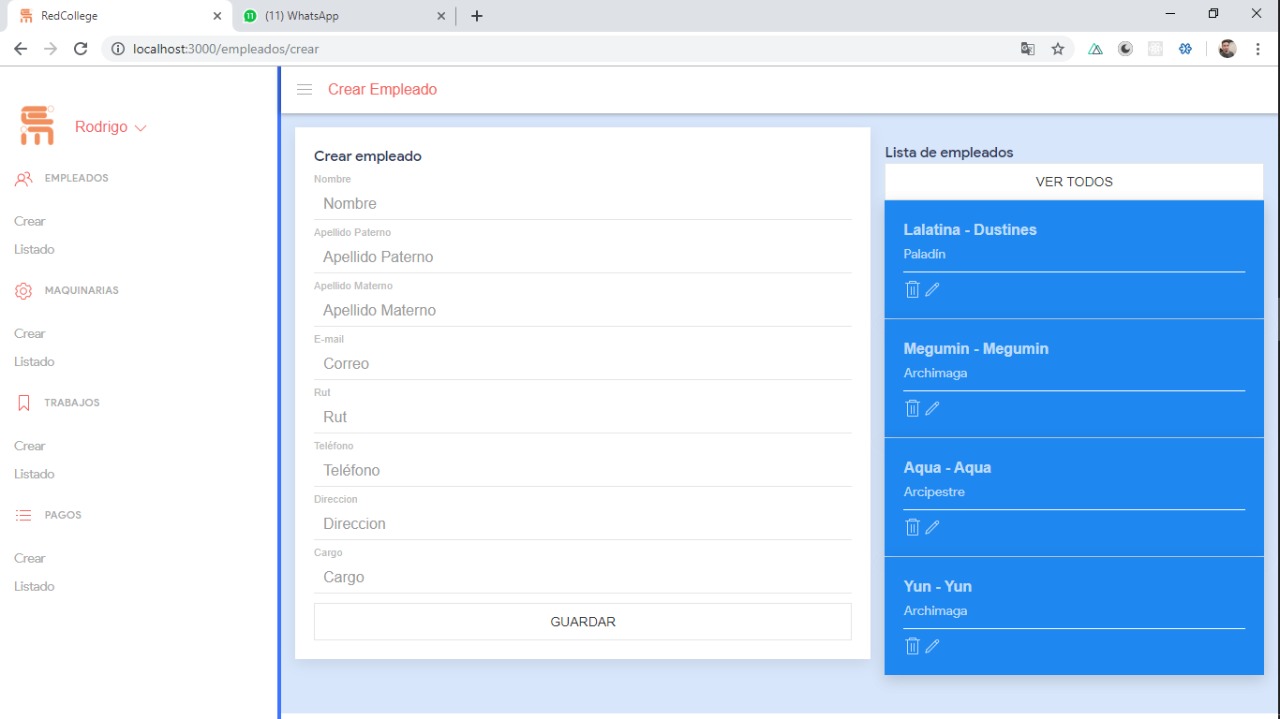 RedCollege
(11) WhatsApp
localhost:3000/empleados/crear
Rodrigo
EMPLEADOS
Crear
Listado
MAQUINARIAS
Crear
Listado
TRABAJOS
Crear
Listado
PAGOS
Crear
Listado
Crear Empleado
Crear empleado
Nombre
Nombre
Apellido Paterno
Apellido Paterno
Apellido Materno
Apellido Materno
E-mail
Correo
Rut
Rut
Teléfono
Teléfono
Direccion
Direccion
Cargo
Cargo
GUARDAR
Lista de empleados
VER TODOS
Lalatina - Dustines
Paladín
Megumin - Megumin
Archimaga
Aqua - Aqua
Arcipestre
Yun - Yun
Archimaga